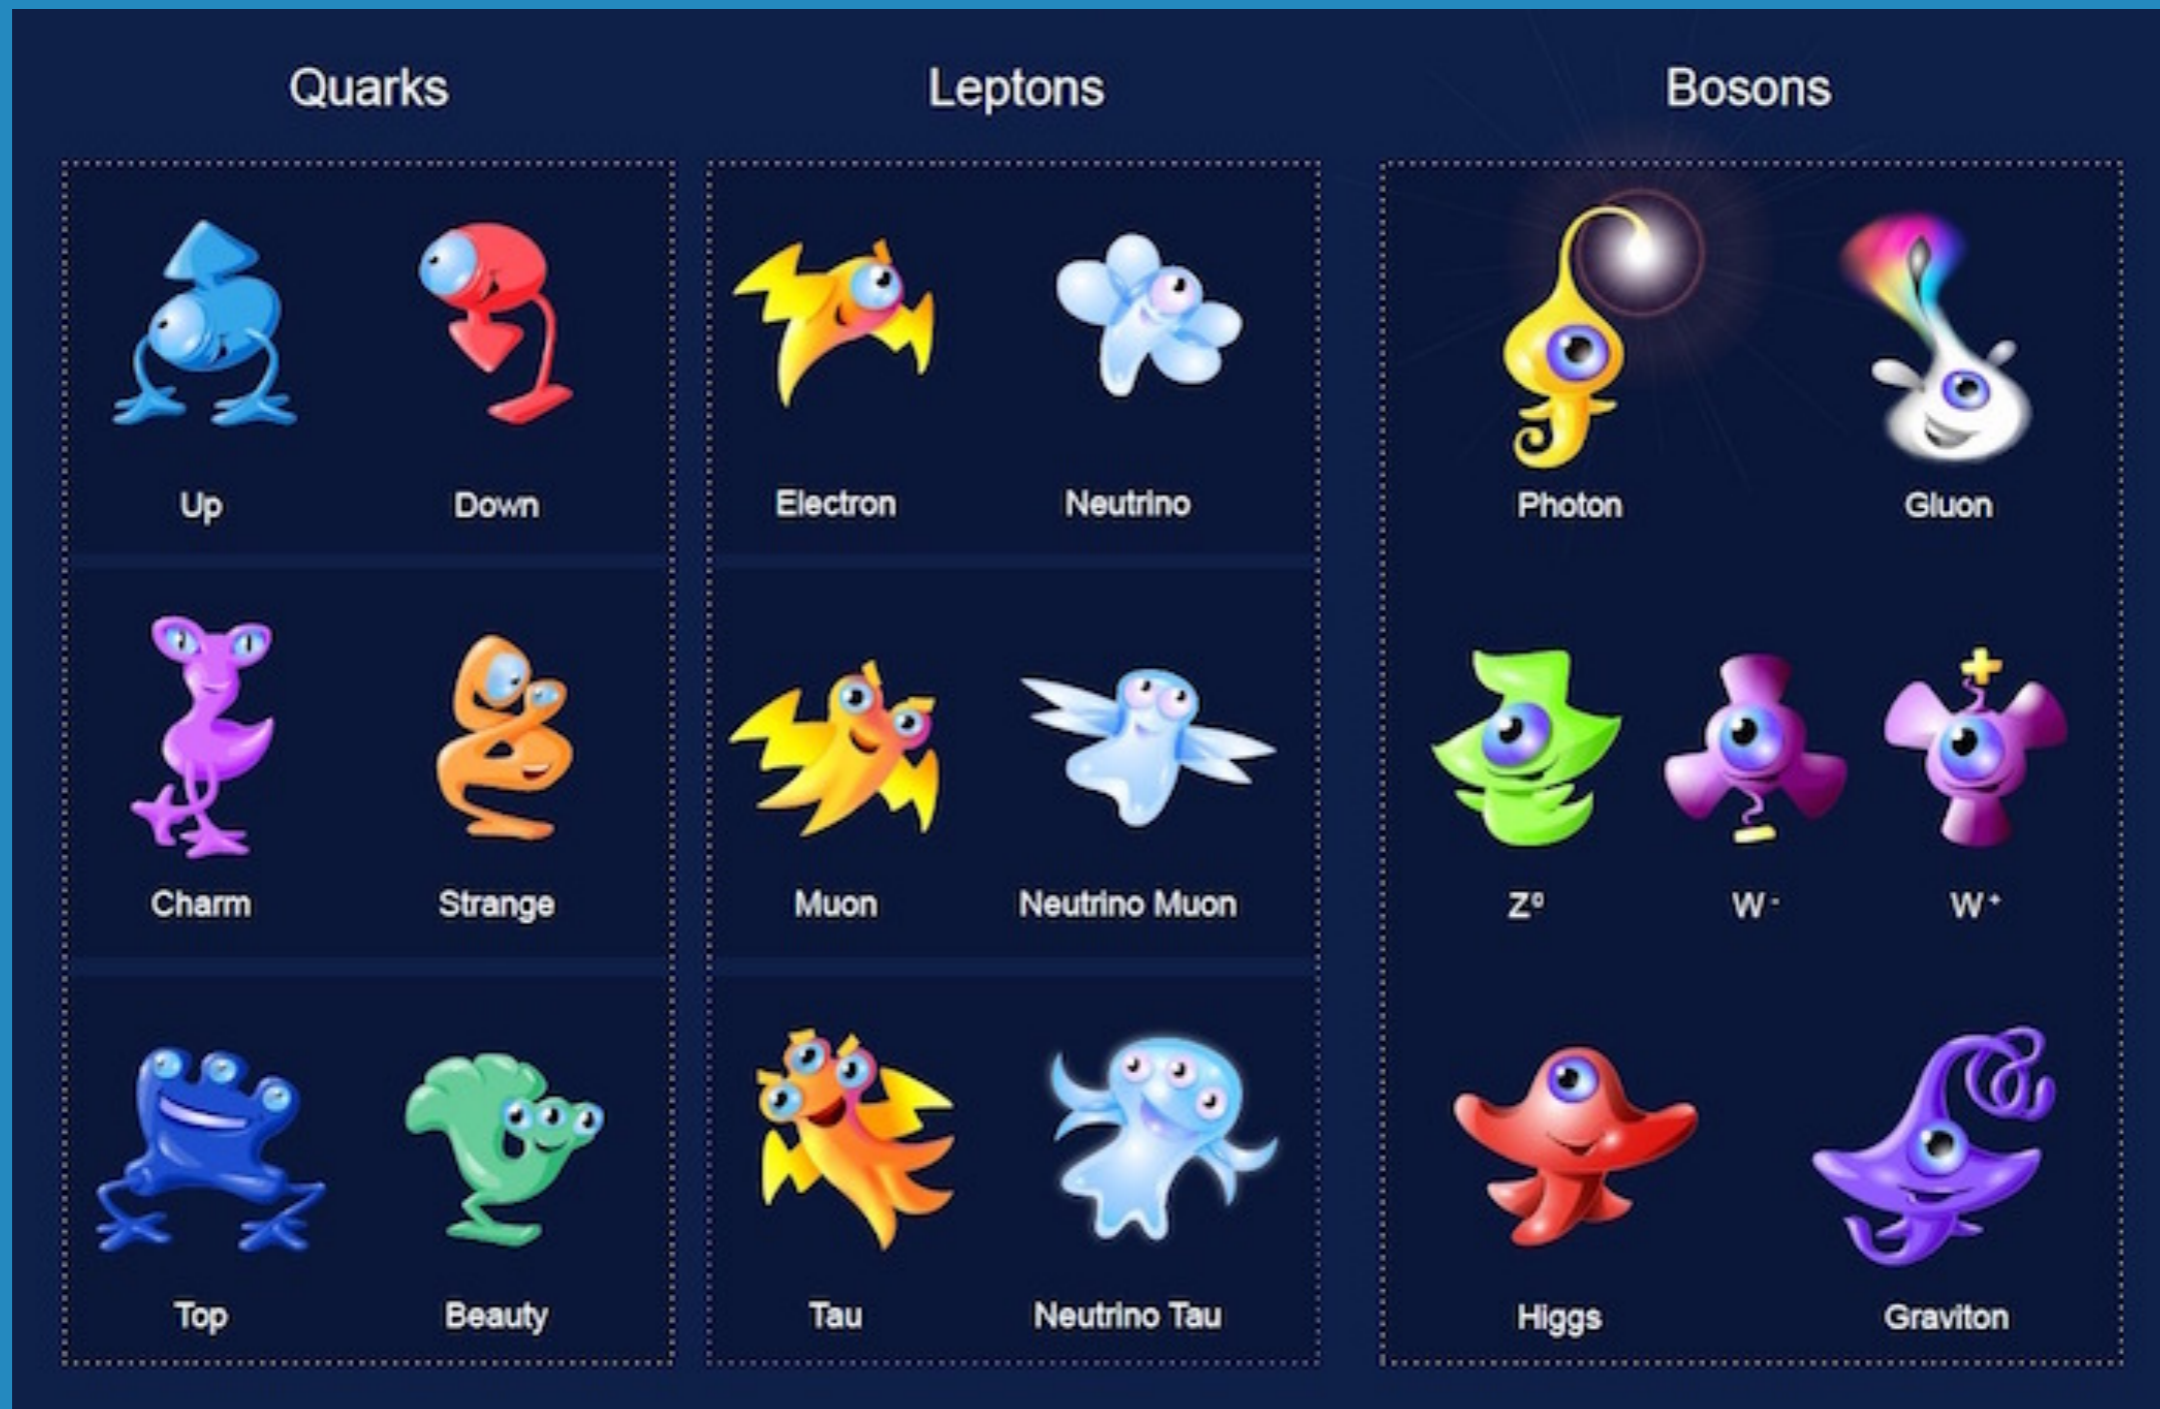 Quarks Leptons Bosons
Up Down Electron Neutrino Photon Gluon
Charm Strange Muon Neutrino Muon Z⁰ W⁻ W⁺
Top Beauty Tau Neutrino Tau Higgs Graviton